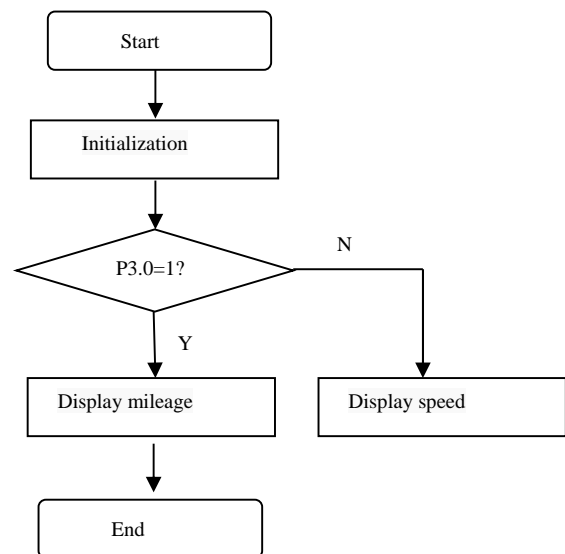 Start
Initialization
P3.0=1?
N
Y
Display mileage
Display speed
End